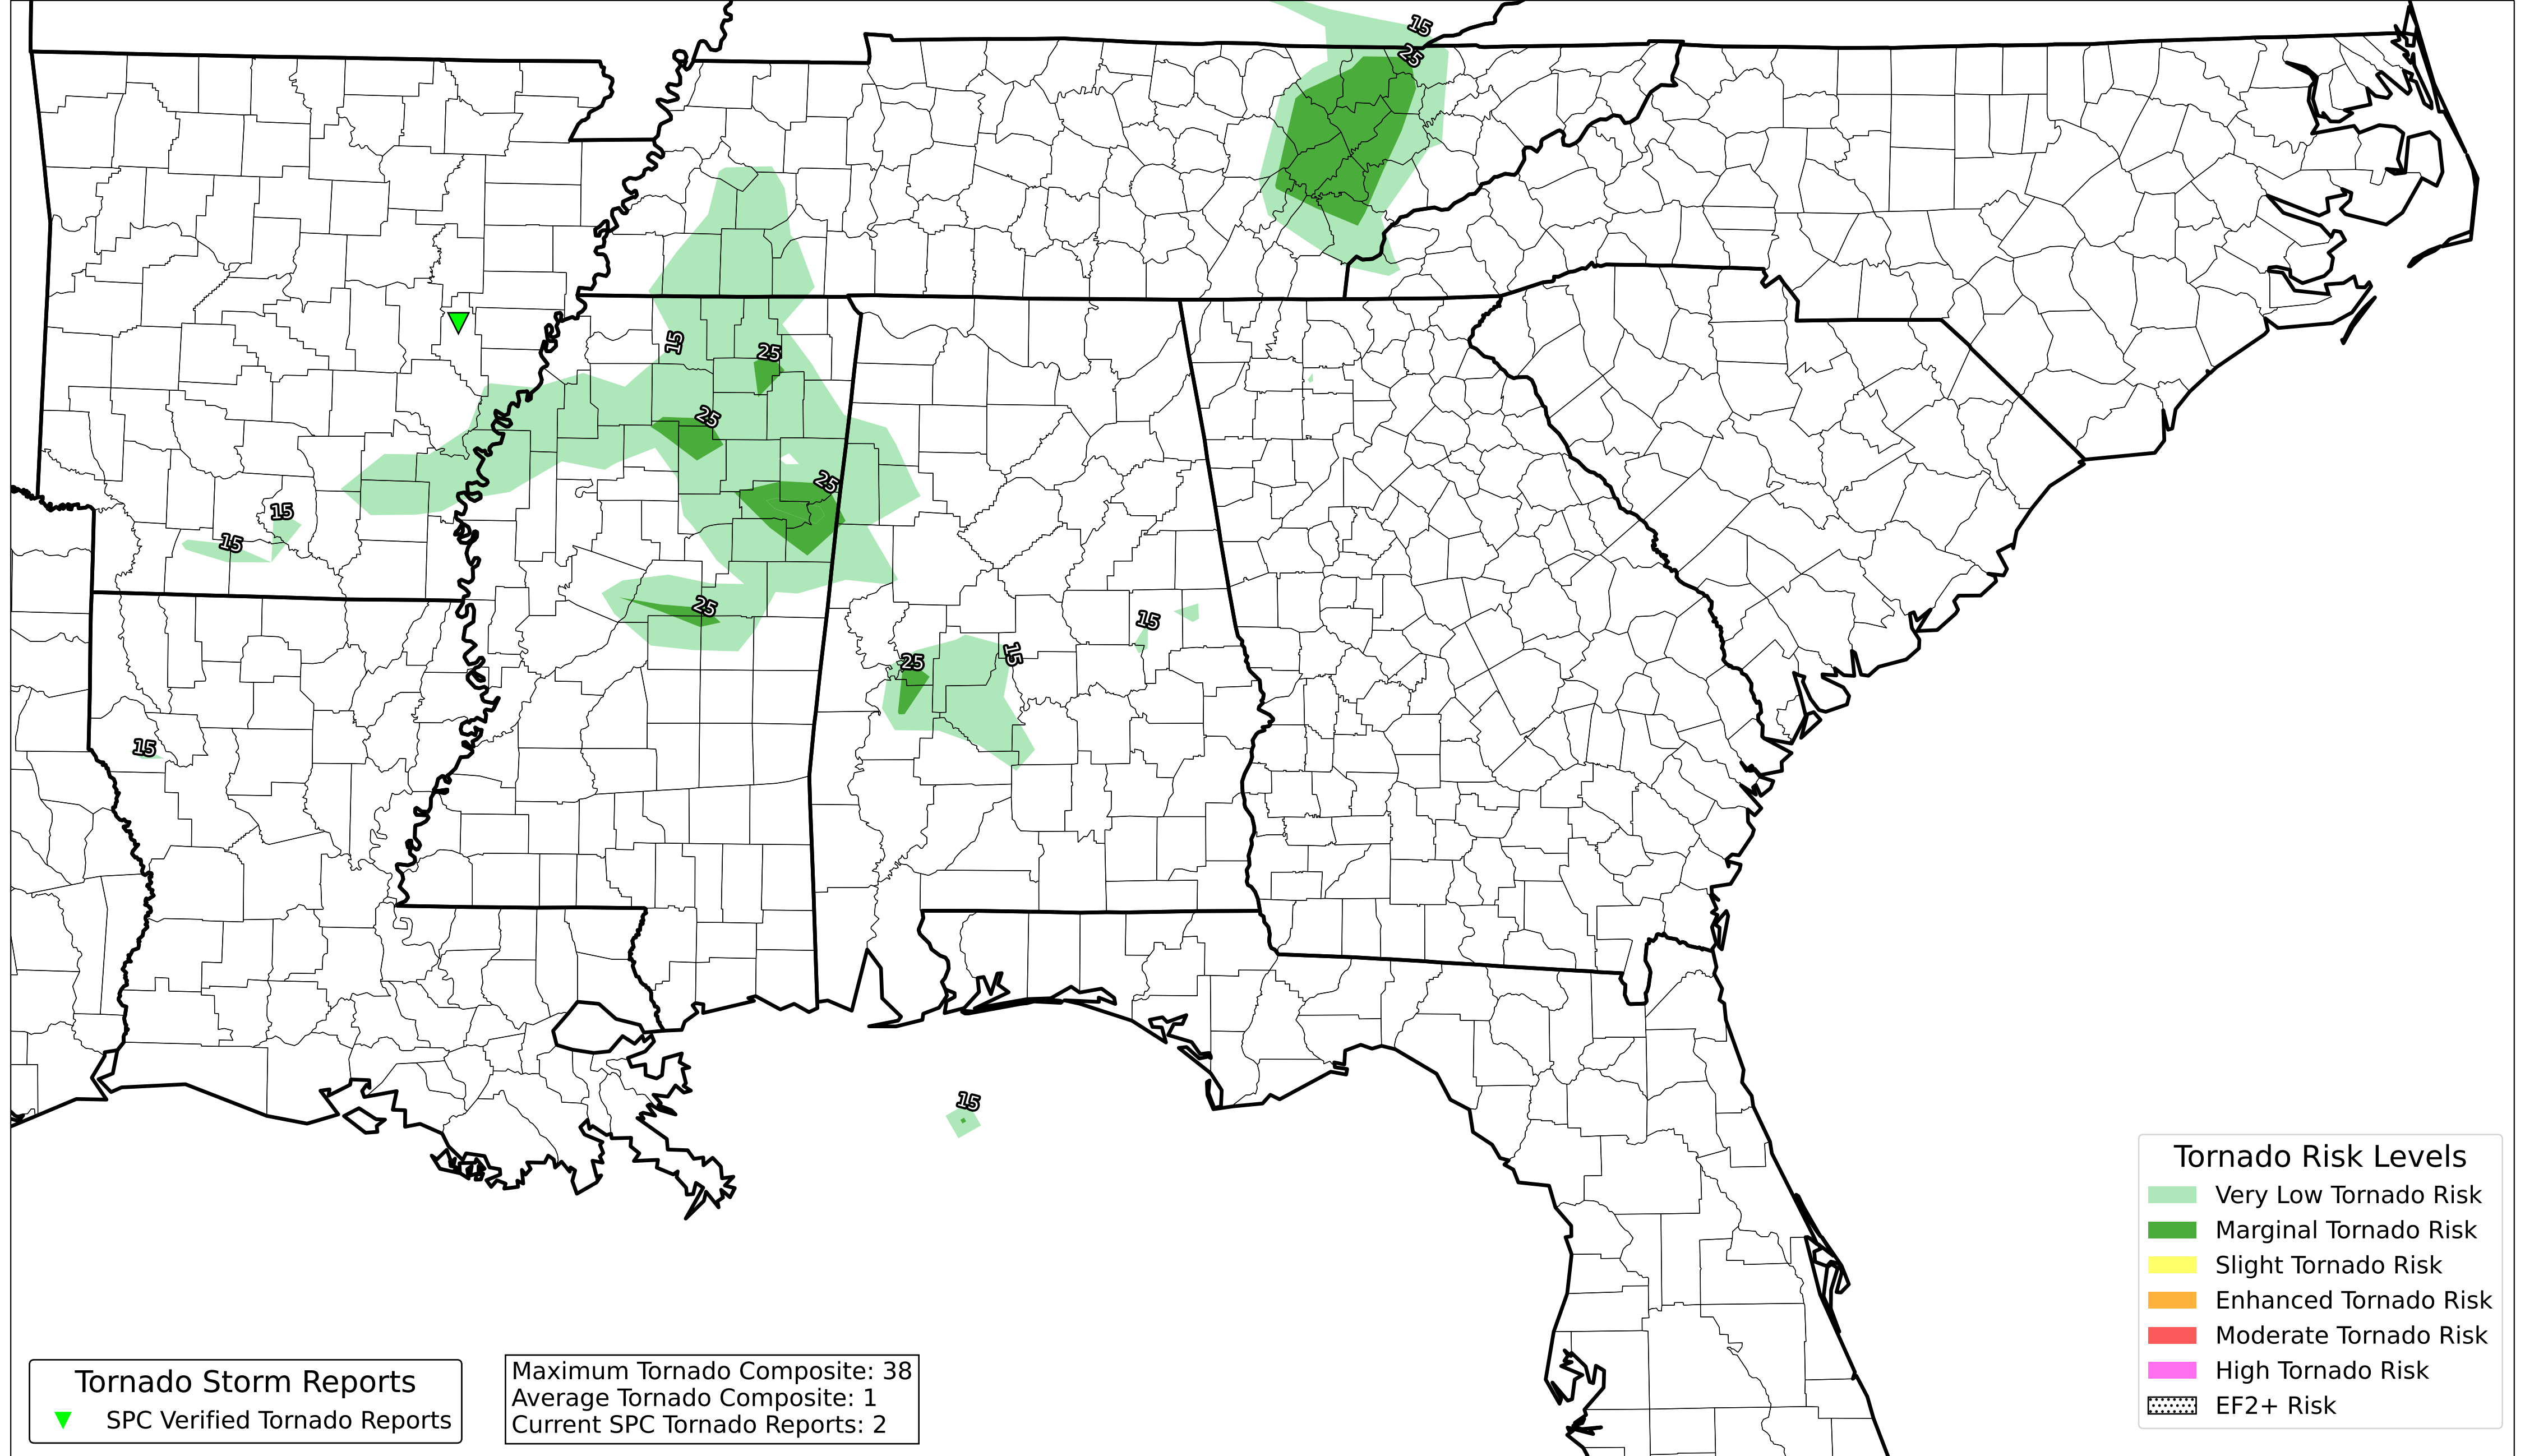 15
25
15
25
25
25
15
15
25
15
25
15
15
15
Tornado Risk Levels
Very Low Tornado Risk
Marginal Tornado Risk
Slight Tornado Risk
Enhanced Tornado Risk
Moderate Tornado Risk
High Tornado Risk
EF2+ Risk
Tornado Storm Reports
SPC Verified Tornado Reports
Maximum Tornado Composite: 38
Average Tornado Composite: 1
Current SPC Tornado Reports: 2